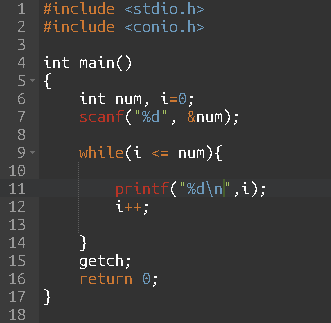 1 #include <stdio.h>
2 #include <conio.h>
3
4 int main()
5 {
6     int num, i=0;
7     scanf("%d", &num);
8
9     while(i <= num){
10
11         printf("%d\n",i);
12         i++;
13
14     }
15     getch;
16     return 0;
17 }
18